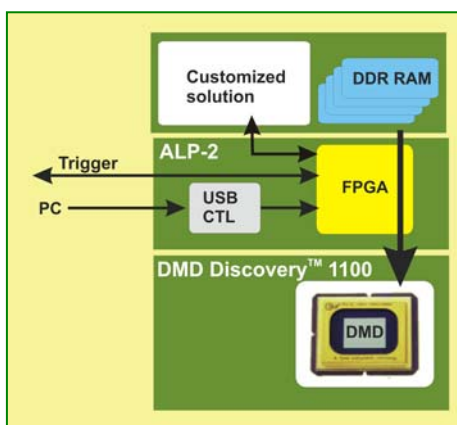 Customized
solution
DDR RAM
ALP-2
Trigger
FPGA
PC
USB
CTL
DMD Discovery™ 1100
DMD